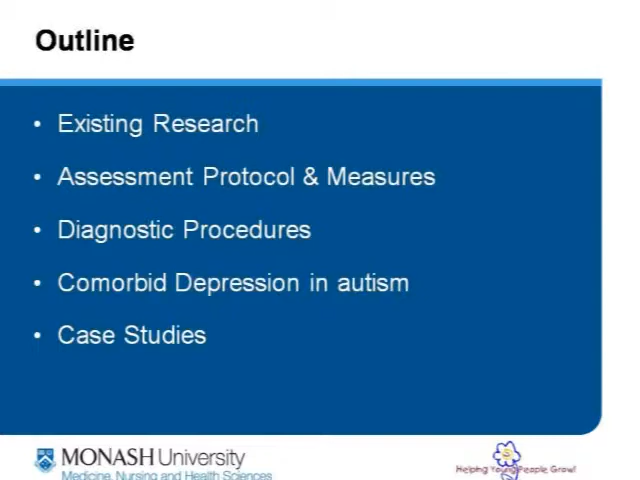 Outline
• Existing Research
• Assessment Protocol & Measures
• Diagnostic Procedures
• Comorbid Depression in autism
• Case Studies
MONASH University
Medicine, Nursing and Health Sciences
Helping Young People Grow!